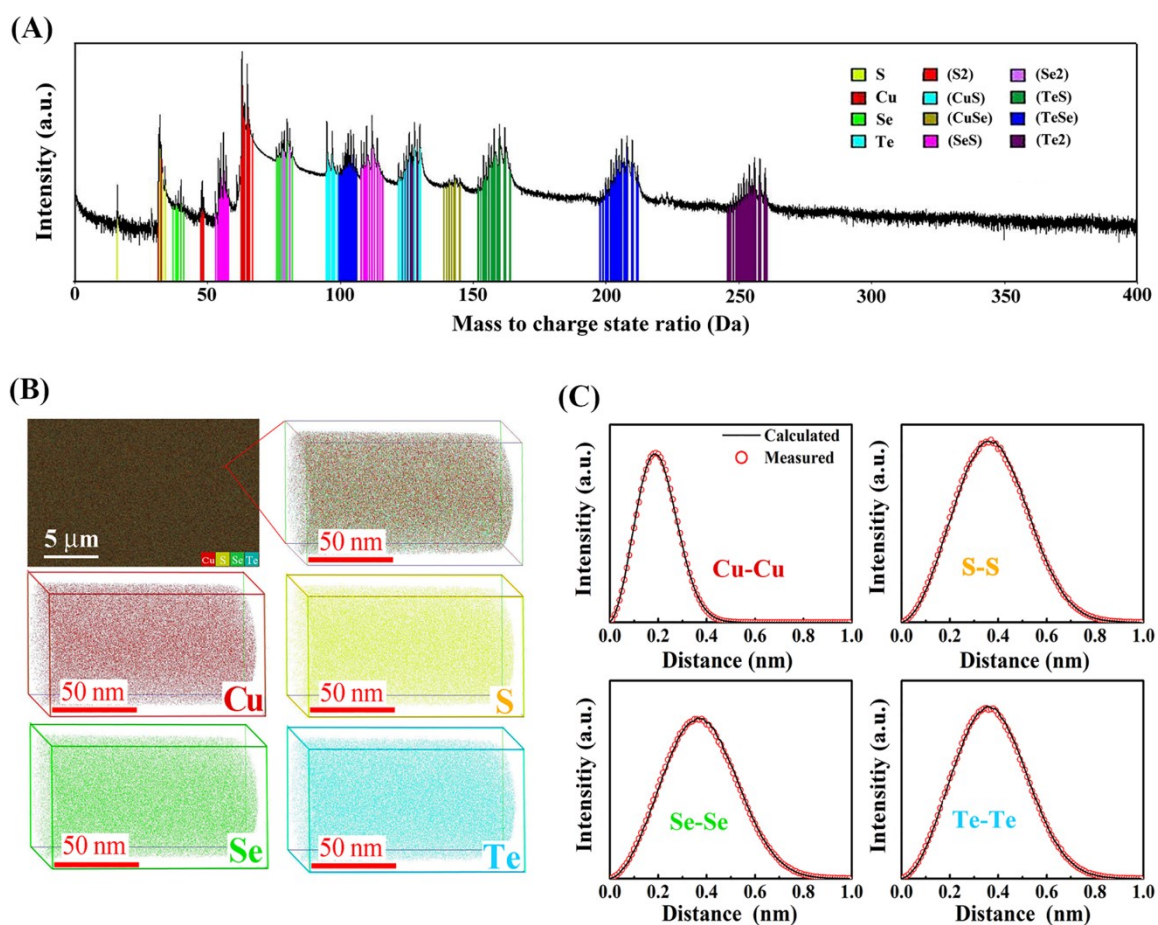 (A)
Intensity (a.u.)
S
(S2)
(Se2)
Cu
(CuS)
(TeS)
Se
(CuSe)
(TeSe)
Te
(SeS)
(Te2)
0
50
100
150
200
250
300
350
400
Mass to charge state ratio (Da)
(B)
5 μm
Cu S Se Te
50 nm
50 nm
Cu
50 nm
S
50 nm
Se
50 nm
Te
(C)
Intensitiy (a.u.)
Calculated
Measured
Cu-Cu
0.0 0.2 0.4 0.6 0.8 1.0
Distance (nm)
Intensitiy (a.u.)
S-S
0.0 0.2 0.4 0.6 0.8 1.0
Distance (nm)
Intensitiy (a.u.)
Se-Se
0.0 0.2 0.4 0.6 0.8 1.0
Distance (nm)
Intensitiy (a.u.)
Te-Te
0.0 0.2 0.4 0.6 0.8 1.0
Distance (nm)